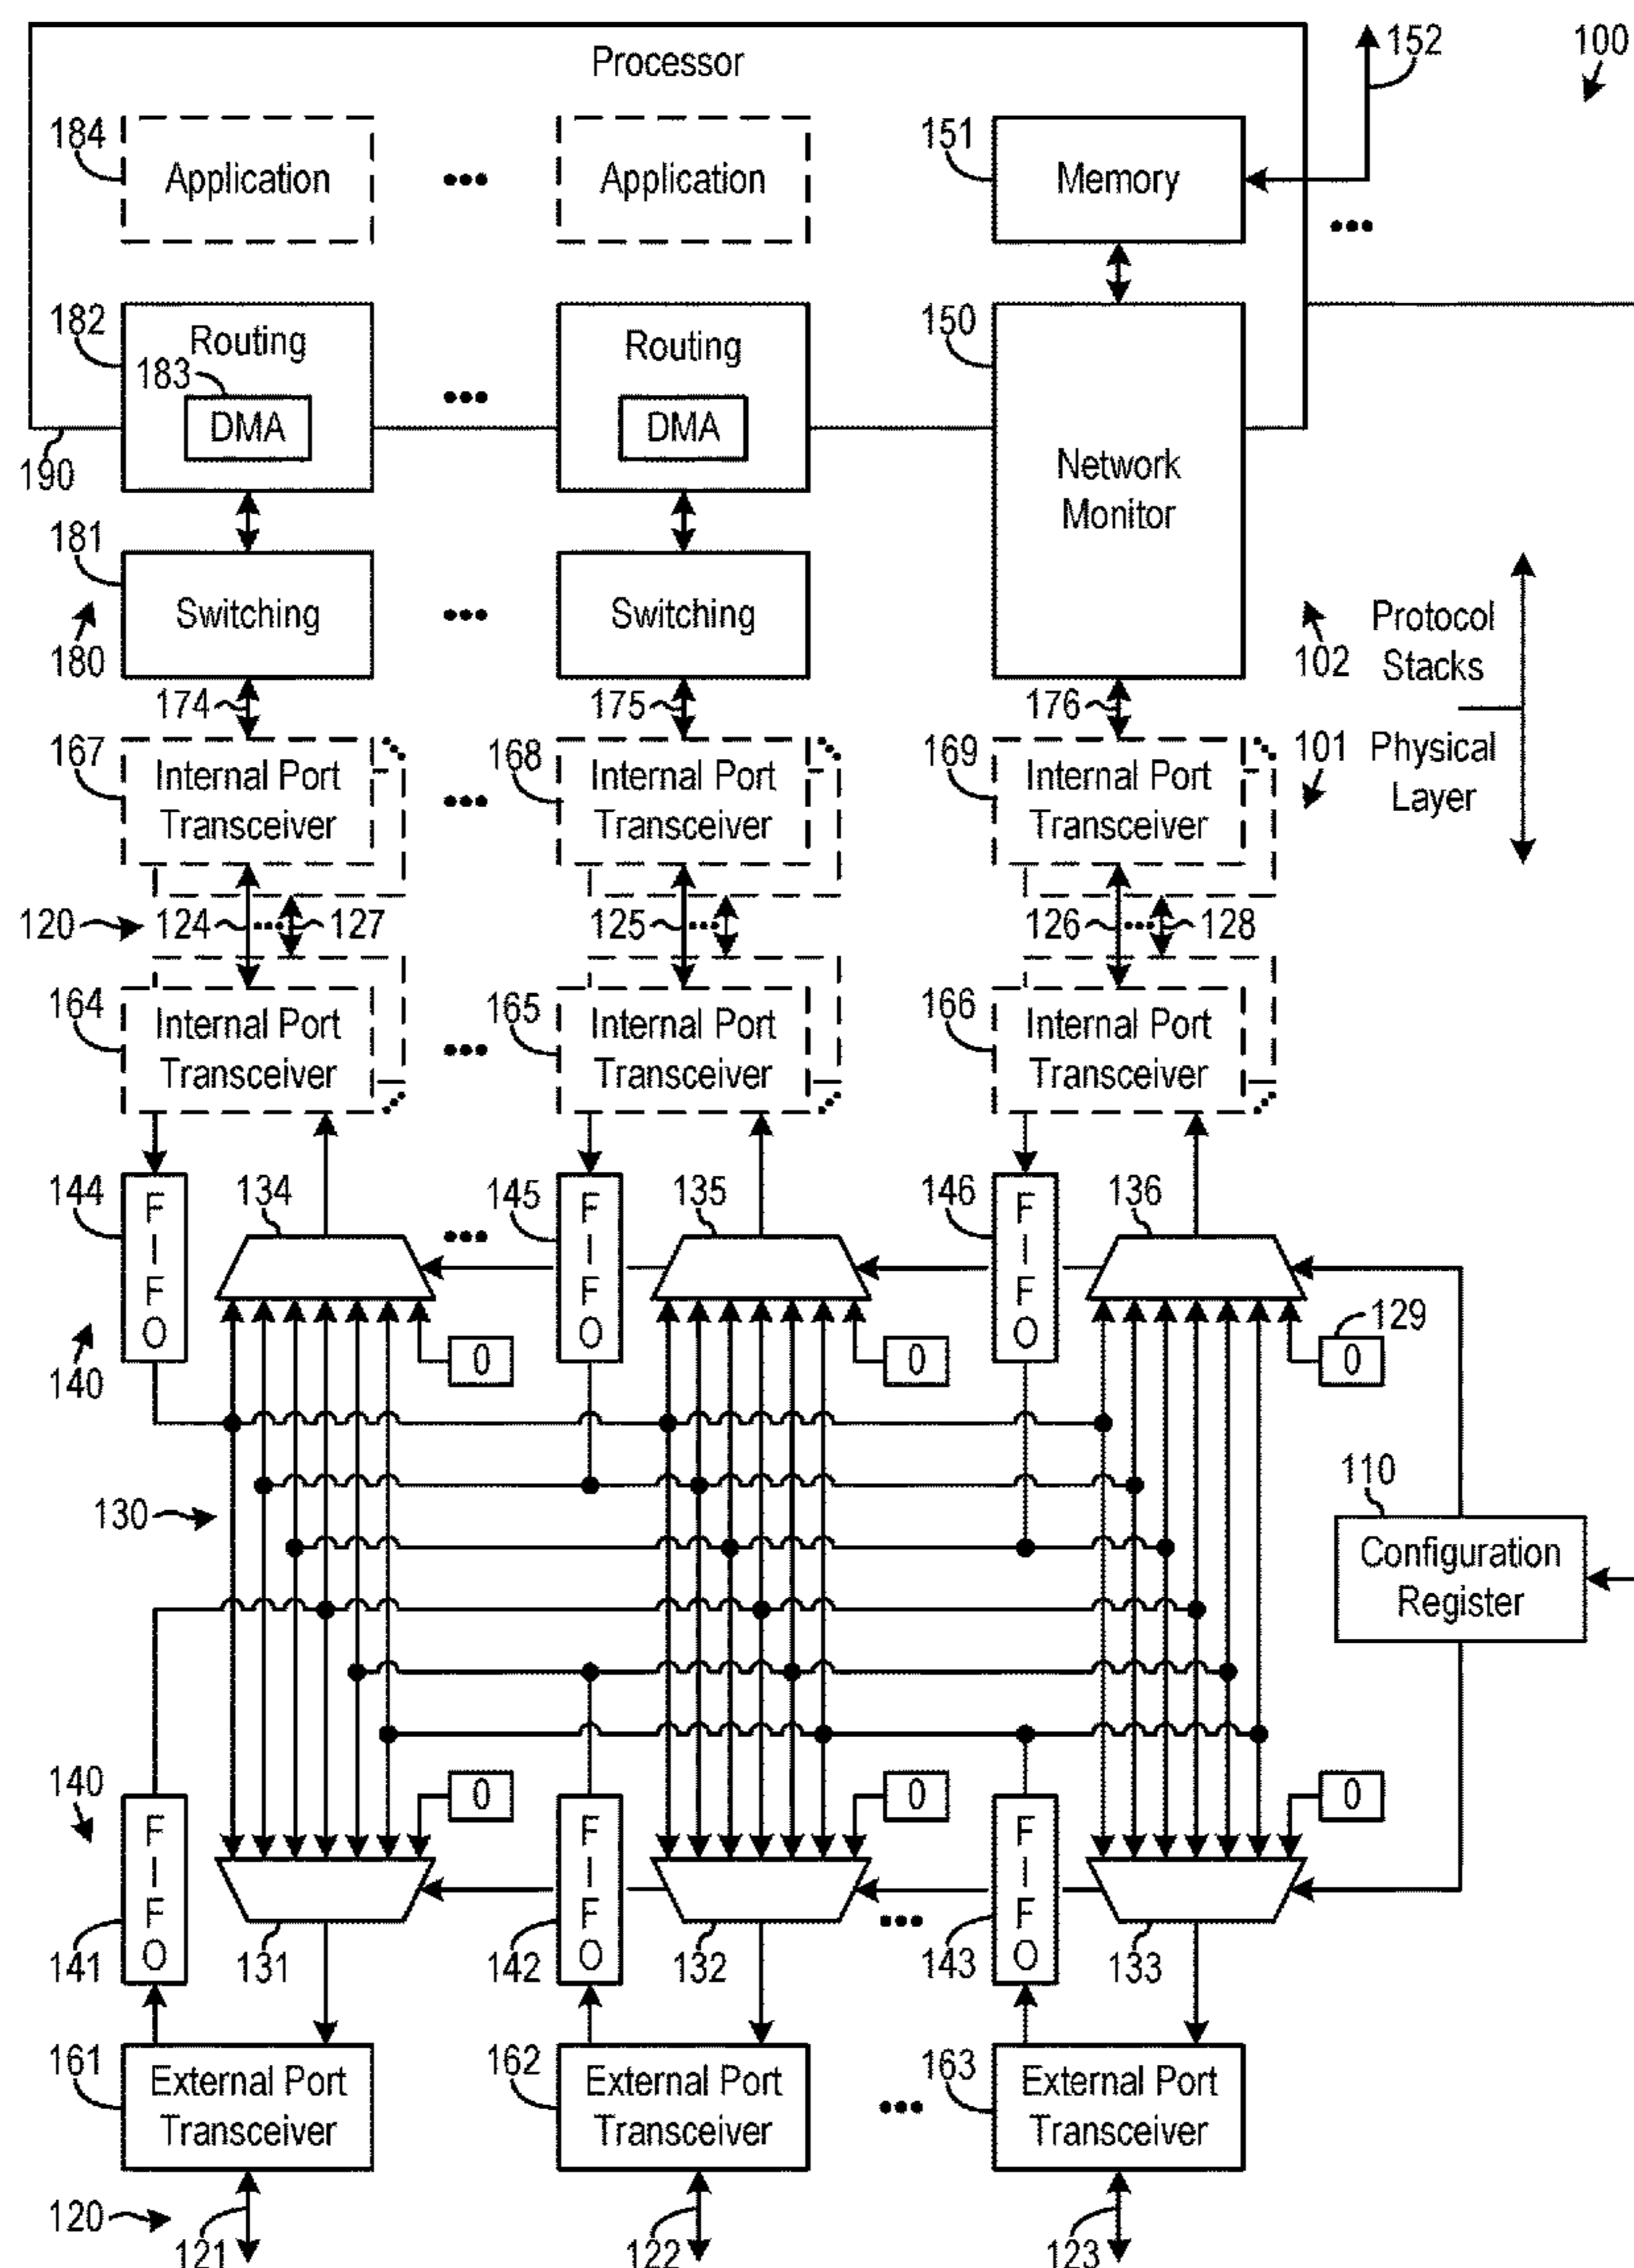 Processor
152
100
184
Application
•••
Application
151
Memory
•••
182
Routing
183
DMA
•••
Routing
DMA
150
Network
Monitor
190
181
Switching
•••
Switching
180
102
Protocol
Stacks
174
175
176
167
Internal Port
Transceiver
•••
168
Internal Port
Transceiver
169
Internal Port
Transceiver
101
Physical
Layer
120
124
•••
127
125
•••
126
•••
128
164
Internal Port
Transceiver
•••
165
Internal Port
Transceiver
166
Internal Port
Transceiver
144
FIFO
134
•••
145
FIFO
135
146
FIFO
136
140
0
0
0
129
130
110
Configuration
Register
140
0
0
0
141
FIFO
131
142
FIFO
132
•••
143
FIFO
133
161
External Port
Transceiver
162
External Port
Transceiver
•••
163
External Port
Transceiver
120
121
122
123